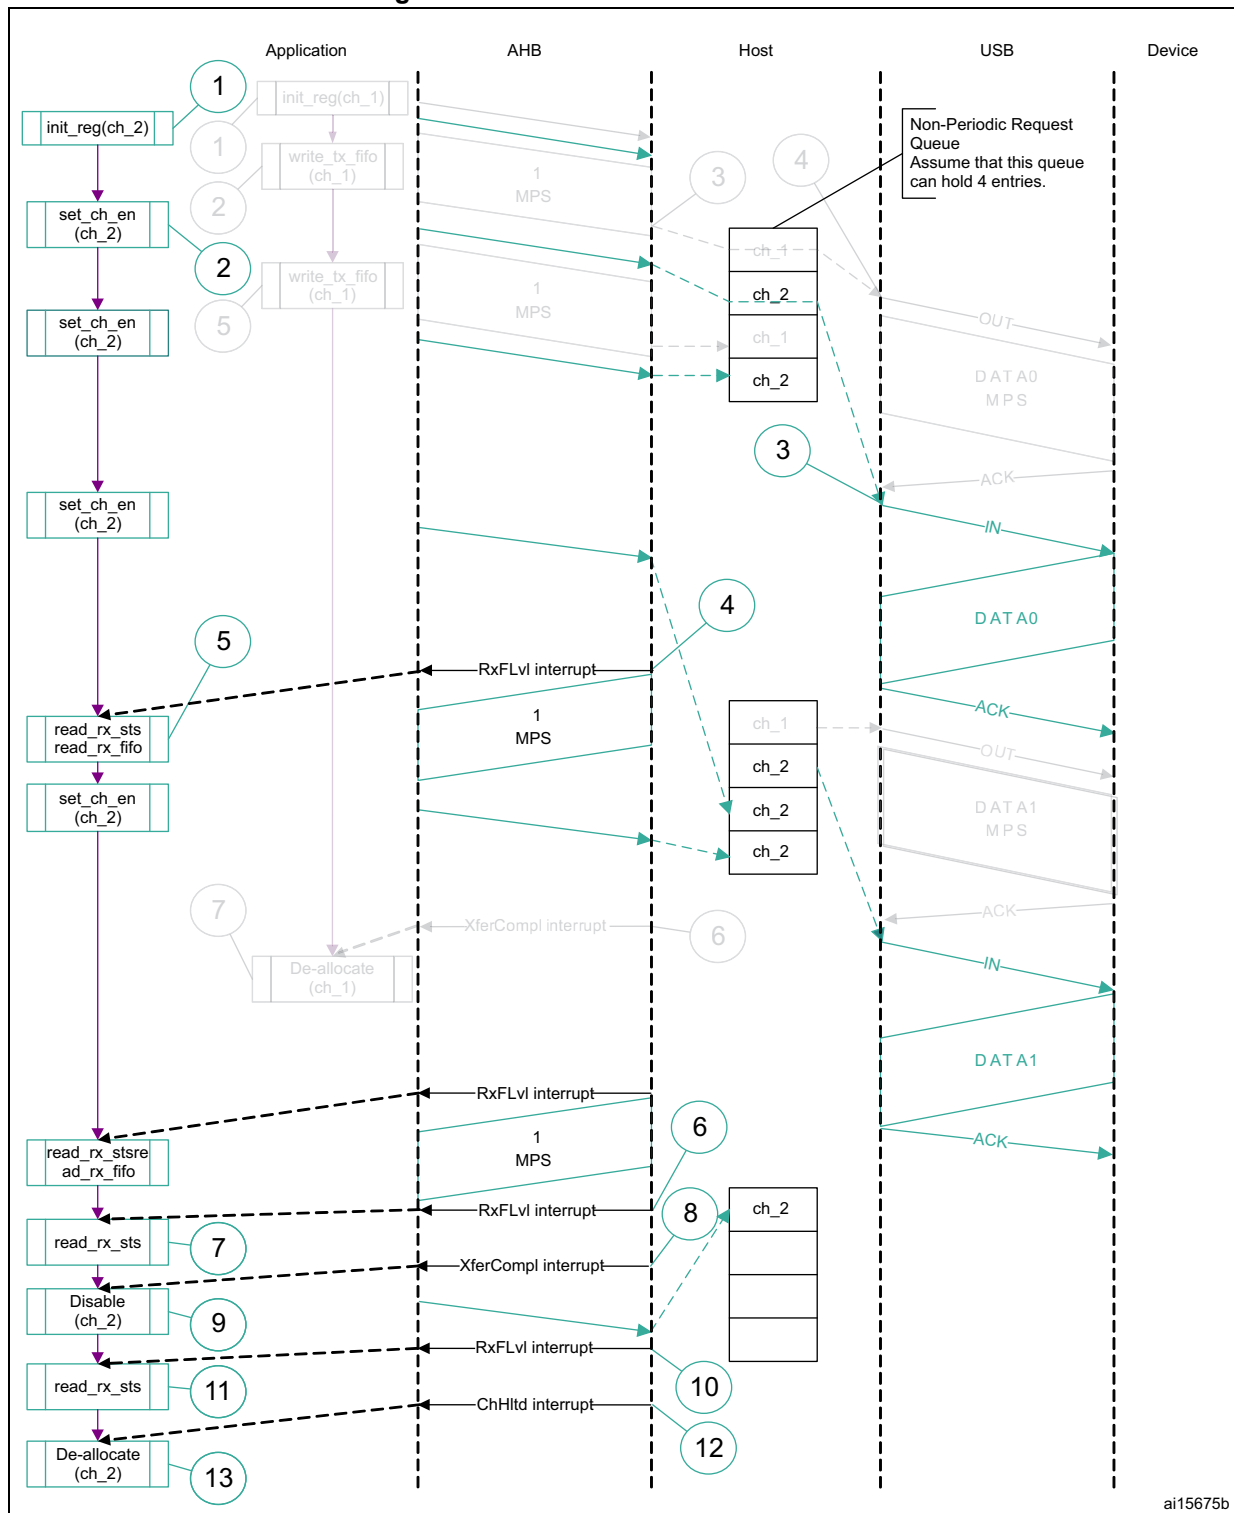 Application
AHB
Host
USB
Device
1
init_reg(ch_1)
init_reg(ch_2)
1
write_tx_fifo
(ch_1)
2
Non-Periodic Request
Queue
Assume that this queue
can hold 4 entries.
1
MPS
3
4
set_ch_en
(ch_2)
2
write_tx_fifo
(ch_1)
5
1
MPS
ch_1
ch_2
ch_1
ch_2
set_ch_en
(ch_2)
OUT
DATA0
MPS
3
ACK
set_ch_en
(ch_2)
IN
4
DATA0
5
RxFLvl interrupt
read_rx_sts
read_rx_fifo
1
MPS
ACK
ch_1
ch_2
ch_2
ch_2
OUT
set_ch_en
(ch_2)
DATA1
MPS
7
XferCompl interrupt
6
ACK
De-allocate
(ch_1)
IN
DATA1
RxFLvl interrupt
read_rx_stsre
ad_rx_fifo
1
MPS
6
ACK
RxFLvl interrupt
8
ch_2
read_rx_sts
7
XferCompl interrupt
Disable
(ch_2)
9
RxFLvl interrupt
read_rx_sts
11
10
ChHltd interrupt
12
De-allocate
(ch_2)
13
ai15675b